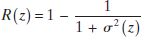 R(z) = 1 − 1 / (1 + σ²(z))